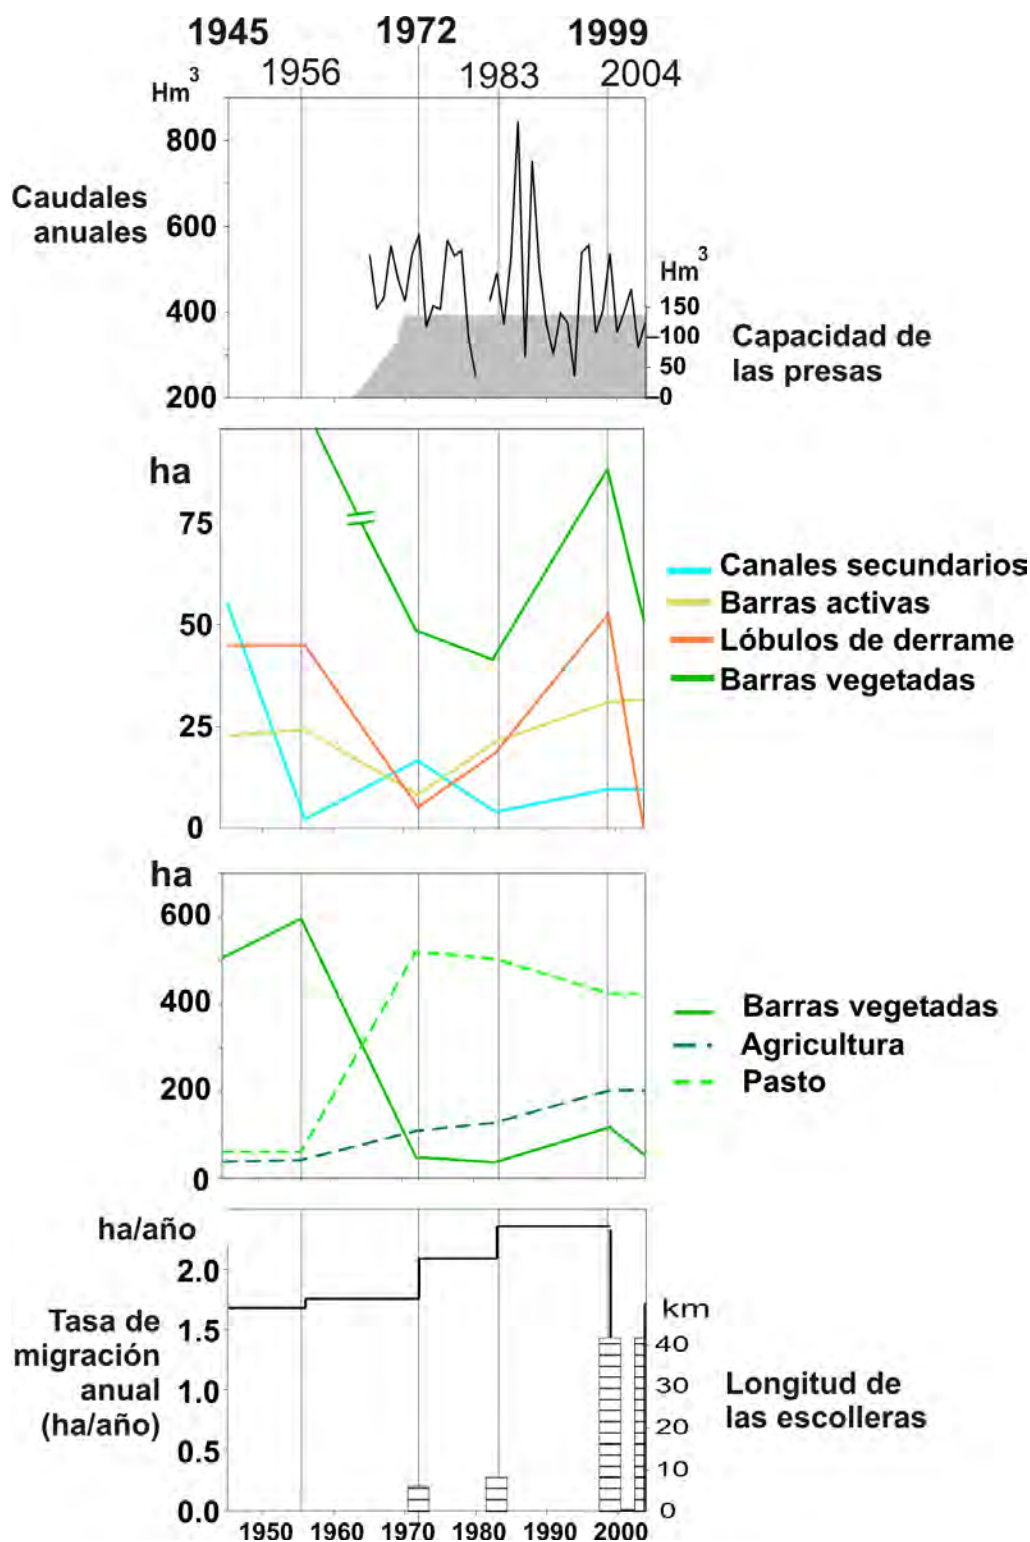 1945 1972 1999
1956 1983 2004
Hm3
800
600
400
200
Caudales
anuales
Hm3
150
100
50
0
Capacidad de
las presas
ha
75
50
25
0
Canales secundarios
Barras activas
Lóbulos de derrame
Barras vegetadas
ha
600
400
200
0
Barras vegetadas
Agricultura
Pasto
ha/año
2.0
1.5
1.0
0.5
0.0
Tasa de
migración
anual
(ha/año)
km
40
30
20
10
0
Longitud de
las escolleras
1950 1960 1970 1980 1990 2000